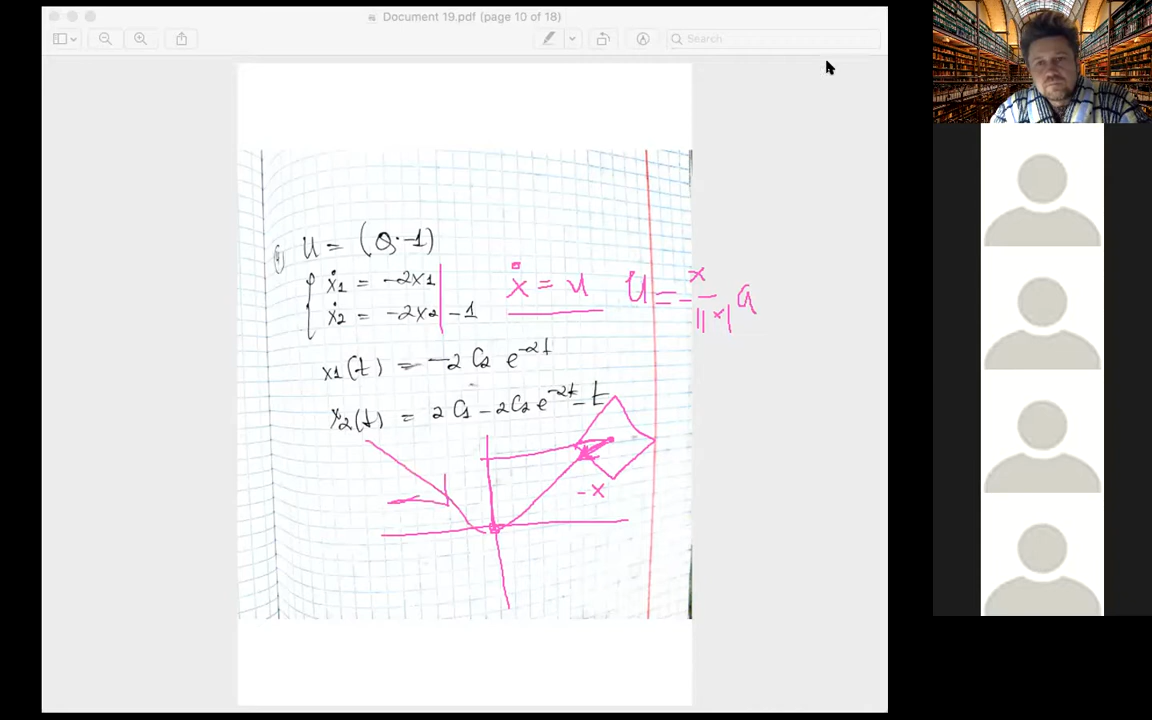 Document 19.pdf (page 10 of 18)
Search
4) U = (0; -1)
ẋ1 = -2x1
ẋ2 = -2x2 - 1
ẋ = u
U = - x / ||x|| a
x1(t) = -2 C2 e^-2t
x2(t) = 2 C1 - 2C2 e^-2t - t
-x